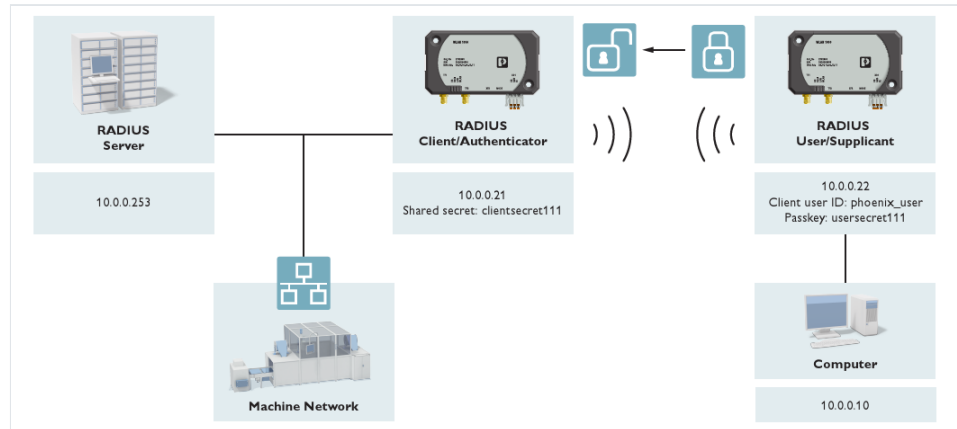 RADIUS
Server
10.0.0.253
RADIUS
Client/Authenticator
10.0.0.21
Shared secret: clientsecret111
RADIUS
User/Supplicant
10.0.0.22
Client user ID: phoenix_user
Passkey: usersecret111
Machine Network
Computer
10.0.0.10